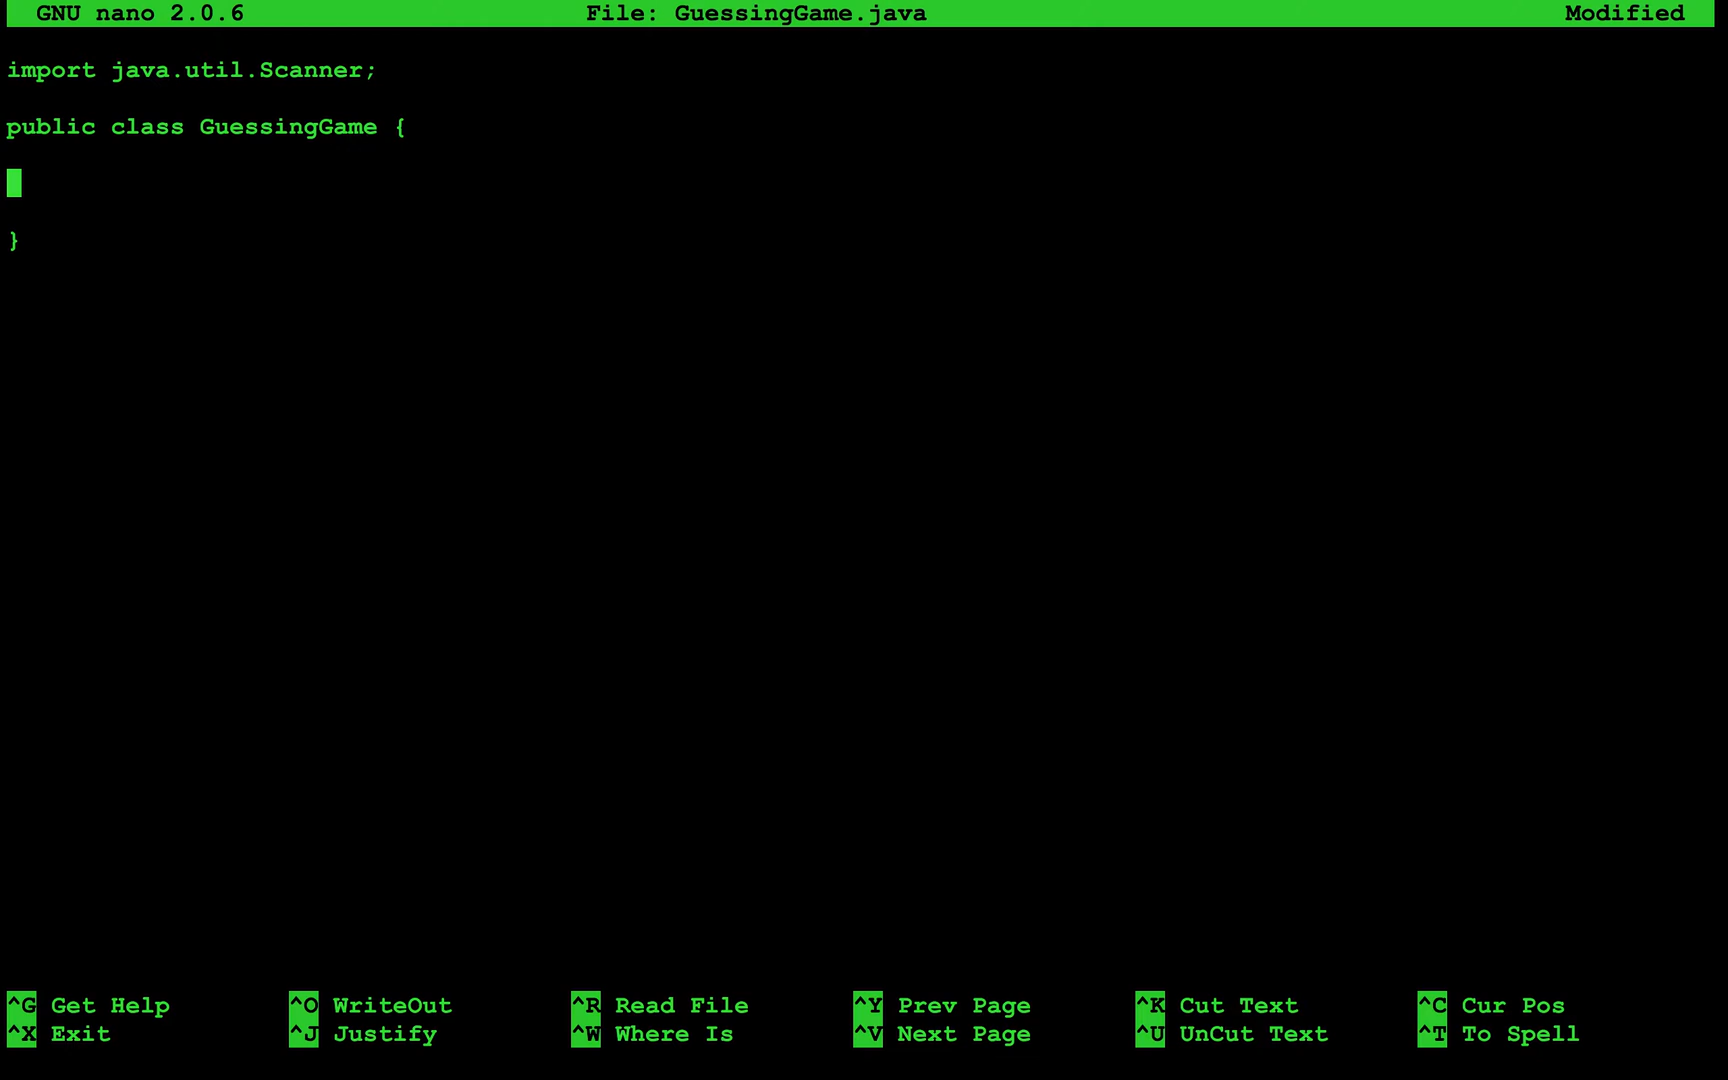 GNU nano 2.0.6 File: GuessingGame.java Modified
import java.util.Scanner;
public class GuessingGame {
}
^G Get Help ^O WriteOut ^R Read File ^Y Prev Page ^K Cut Text ^C Cur Pos
^X Exit ^J Justify ^W Where Is ^V Next Page ^U UnCut Text ^T To Spell